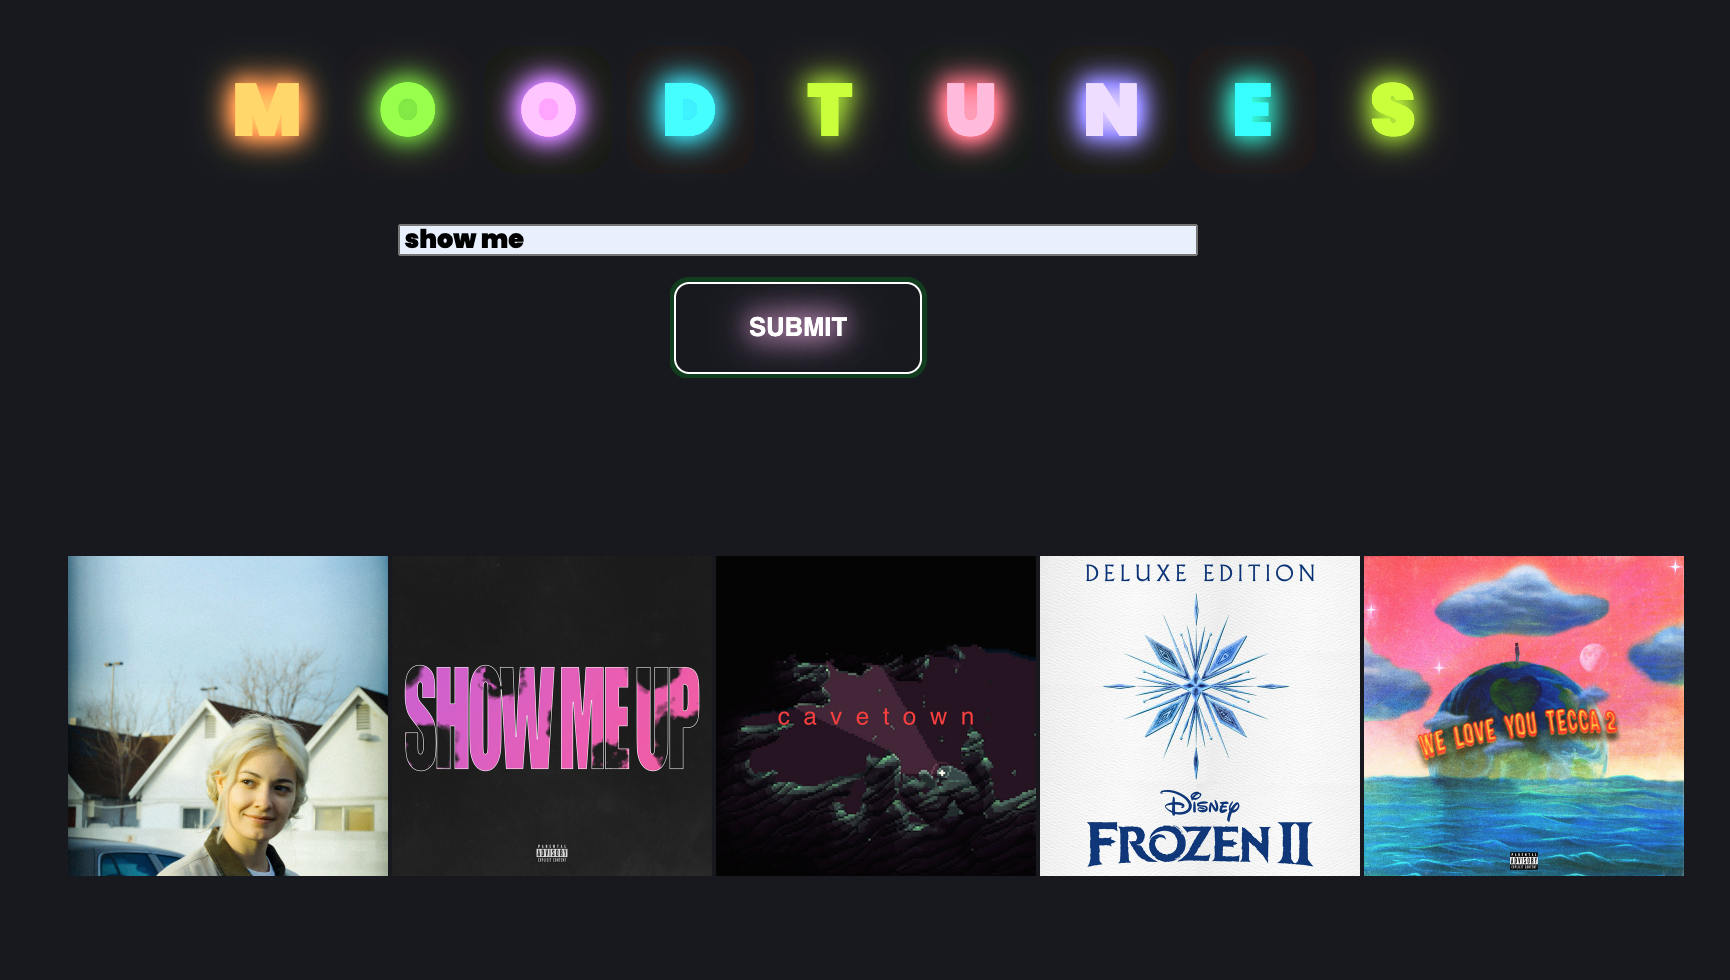 M O O D T U N E S
show me
SUBMIT
SHOW ME UP
PARENTAL
ADVISORY
EXPLICIT CONTENT
cavetown
DELUXE EDITION
Disney
FROZEN II
WE LOVE YOU TECCA 2
PARENTAL
ADVISORY
EXPLICIT CONTENT